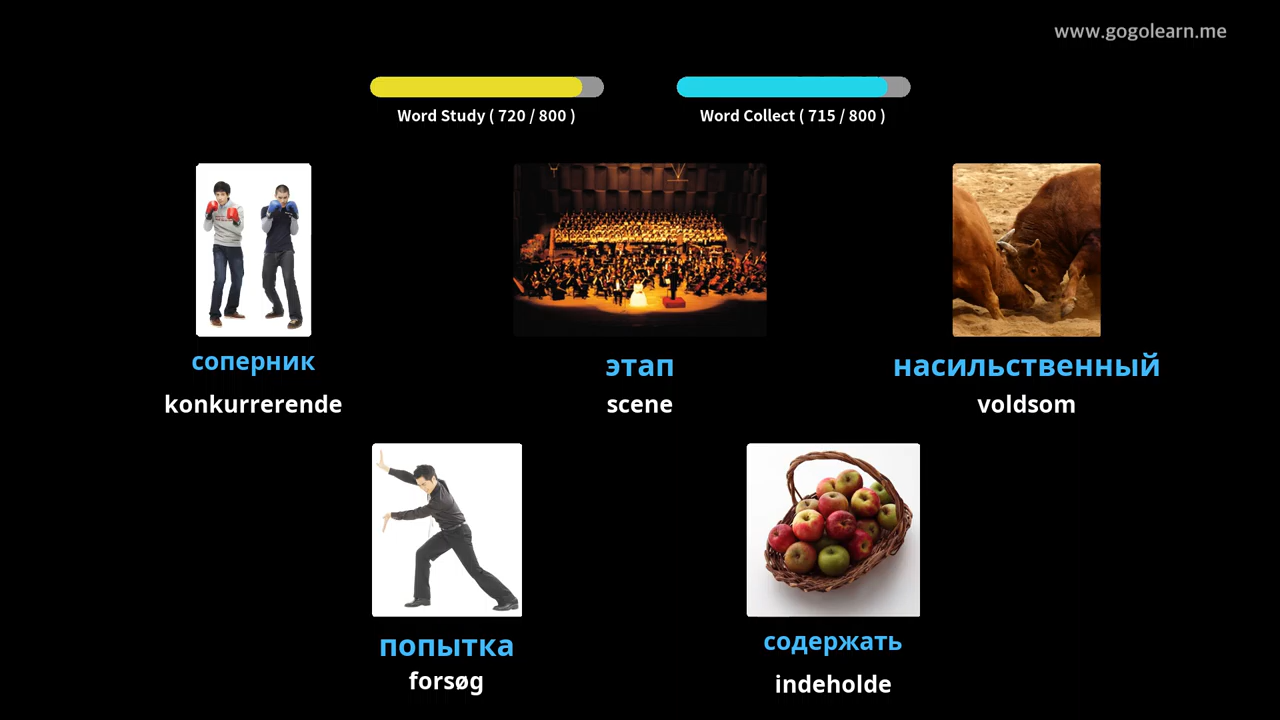 www.gogolearn.me
Word Study ( 720 / 800 )
Word Collect ( 715 / 800 )
соперник
этап
насильственный
konkurrerende
scene
voldsom
попытка
содержать
forsøg
indeholde